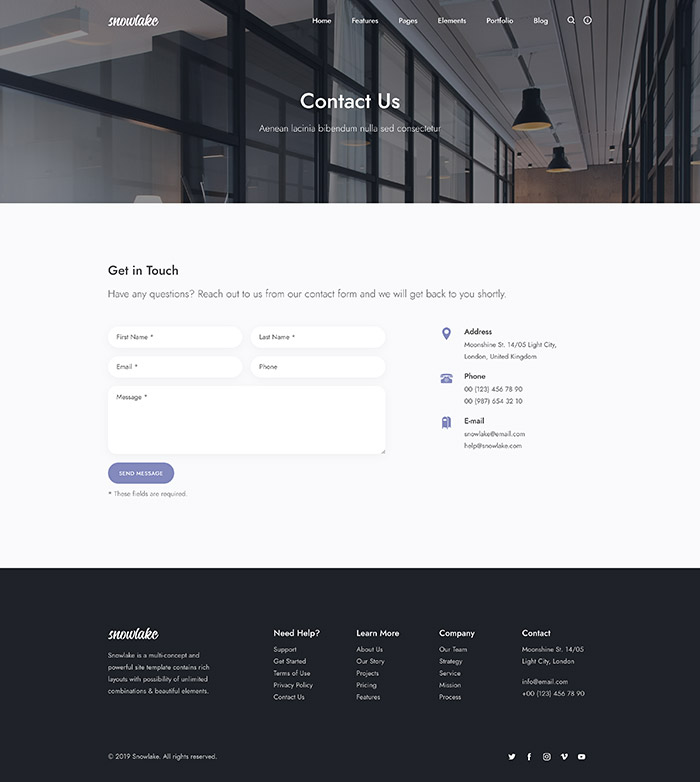 snowlake
Home Features Pages Elements Portfolio Blog
Contact Us
Aenean lacinia bibendum nulla sed consectetur
Get in Touch
Have any questions? Reach out to us from our contact form and we will get back to you shortly.
First Name *
Last Name *
Email *
Phone
Message *
SEND MESSAGE
* These fields are required.
Address
Moonshine St. 14/05 Light City,
London, United Kingdom
Phone
00 (123) 456 78 90
00 (987) 654 32 10
E-mail
snowlake@email.com
help@snowlake.com
snowlake
Snowlake is a multi-concept and
powerful site template contains rich
layouts with possibility of unlimited
combinations & beautiful elements.
Need Help?
Support
Get Started
Terms of Use
Privacy Policy
Contact Us
Learn More
About Us
Our Story
Projects
Pricing
Features
Company
Our Team
Strategy
Service
Mission
Process
Contact
Moonshine St. 14/05
Light City, London
info@email.com
+00 (123) 456 78 90
© 2019 Snowlake. All rights reserved.